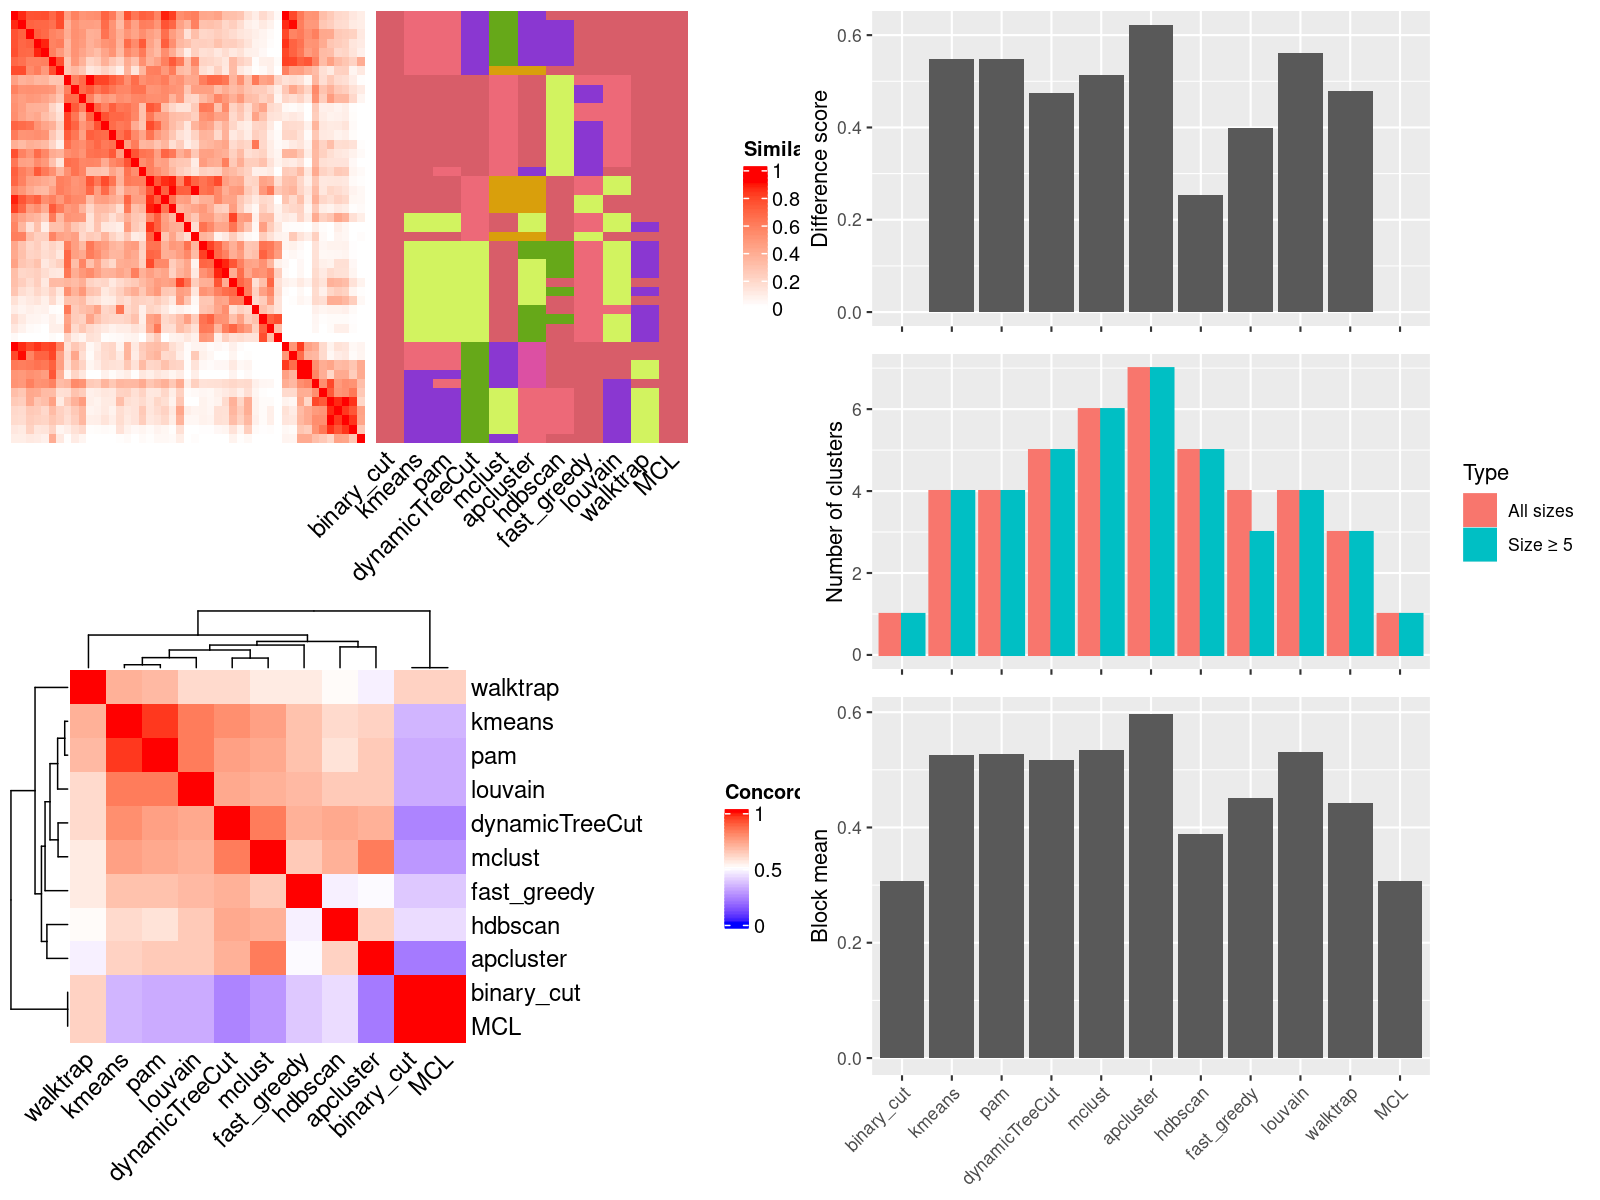 Simila
1
0.8
0.6
0.4
0.2
0
binary_cut
kmeans
pam
dynamicTreeCut
mclust
apcluster
hdbscan
fast_greedy
louvain
walktrap
MCL
walktrap
kmeans
pam
louvain
dynamicTreeCut
mclust
fast_greedy
hdbscan
apcluster
binary_cut
MCL
Concord
1
0.5
0
walktrap
kmeans
pam
louvain
dynamicTreeCut
mclust
fast_greedy
hdbscan
apcluster
binary_cut
MCL
Difference score
0.6
0.4
0.2
0.0
Number of clusters
6
4
2
0
Type
All sizes
Size ≥ 5
Block mean
0.6
0.4
0.2
0.0
binary_cut
kmeans
pam
dynamicTreeCut
mclust
apcluster
hdbscan
fast_greedy
louvain
walktrap
MCL